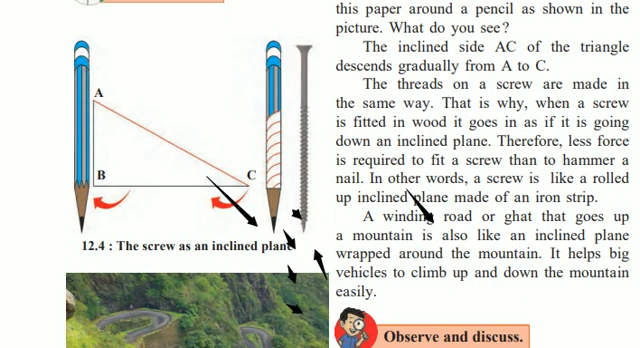 this paper around a pencil as shown in the
picture. What do you see?
The inclined side AC of the triangle
descends gradually from A to C.
The threads on a screw are made in
the same way. That is why, when a screw
is fitted in wood it goes in as if it is going
down an inclined plane. Therefore, less force
is required to fit a screw than to hammer a
nail. In other words, a screw is like a rolled
up inclined plane made of an iron strip.
A winding road or ghat that goes up
a mountain is also like an inclined plane
wrapped around the mountain. It helps big
vehicles to climb up and down the mountain
easily.
A
B
C
12.4 : The screw as an inclined plane
Observe and discuss.